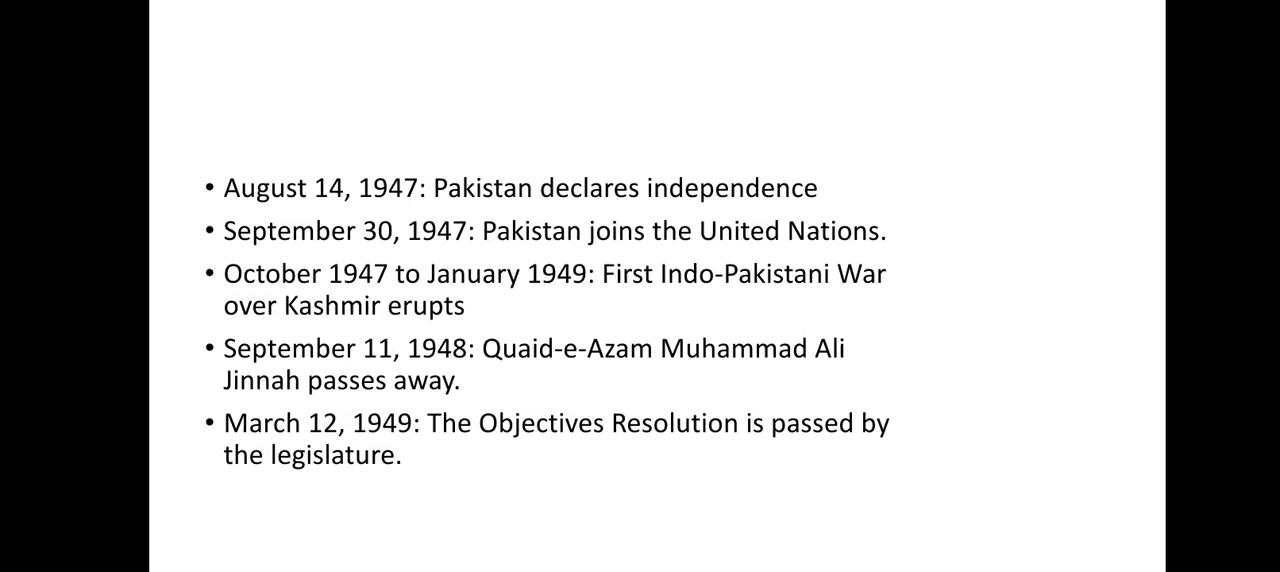 • August 14, 1947: Pakistan declares independence
• September 30, 1947: Pakistan joins the United Nations.
• October 1947 to January 1949: First Indo-Pakistani War
over Kashmir erupts
• September 11, 1948: Quaid-e-Azam Muhammad Ali
Jinnah passes away.
• March 12, 1949: The Objectives Resolution is passed by
the legislature.